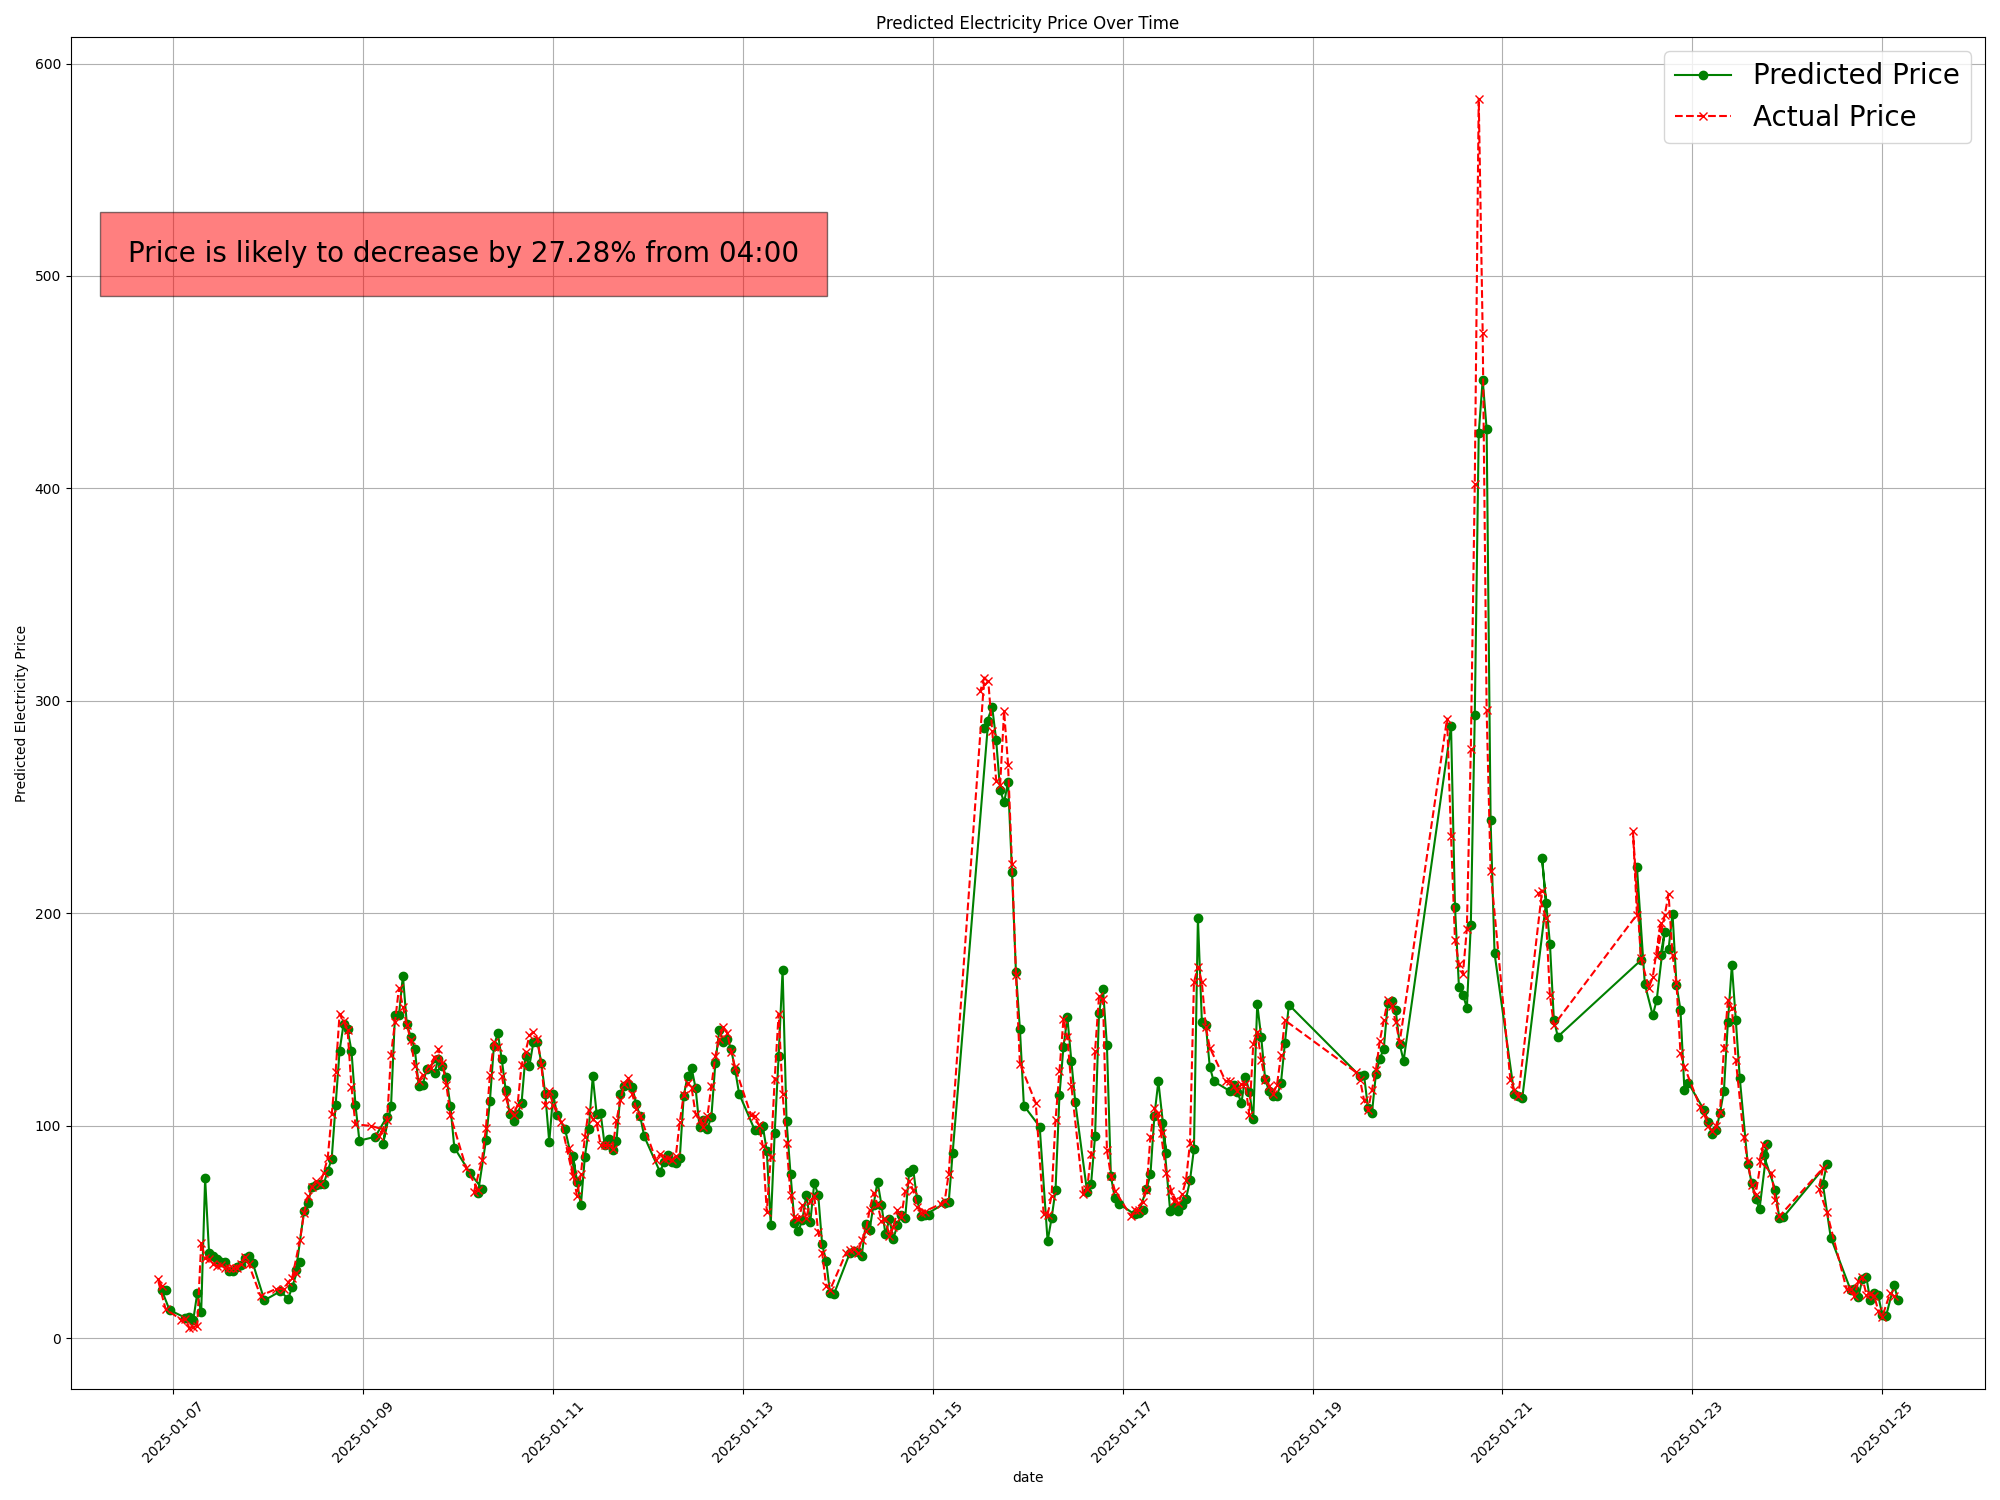 Predicted Electricity Price Over Time
Predicted Price
Actual Price
Price is likely to decrease by 27.28% from 04:00
Predicted Electricity Price
600
500
400
300
200
100
0
2025-01-07
2025-01-09
2025-01-11
2025-01-13
2025-01-15
2025-01-17
2025-01-19
2025-01-21
2025-01-23
2025-01-25
date